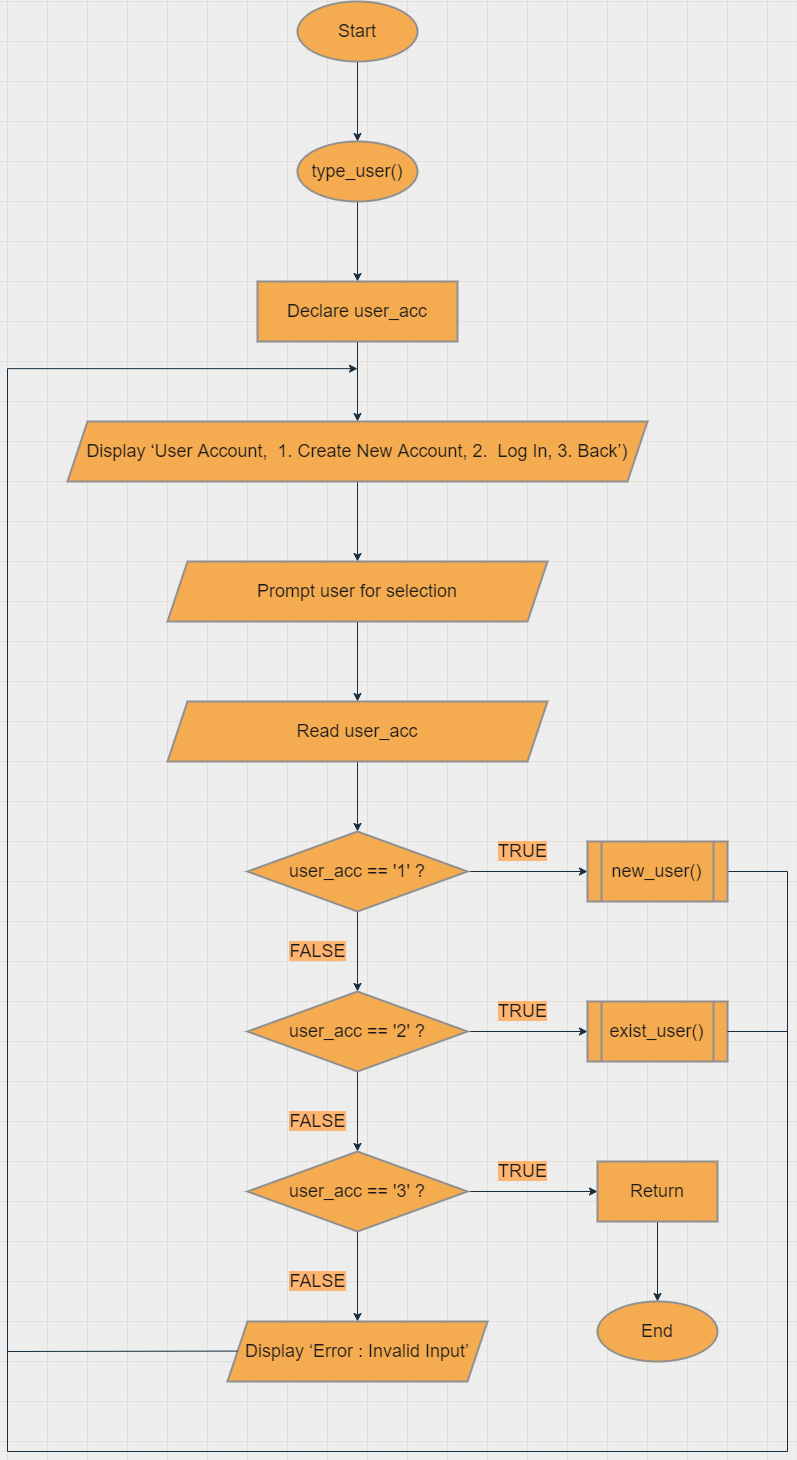 Start
type_user()
Declare user_acc
Display ‘User Account,  1. Create New Account, 2.  Log In, 3. Back’)
Prompt user for selection
Read user_acc
user_acc == '1' ?
TRUE
new_user()
FALSE
user_acc == '2' ?
TRUE
exist_user()
FALSE
user_acc == '3' ?
TRUE
Return
FALSE
Display ‘Error : Invalid Input’
End